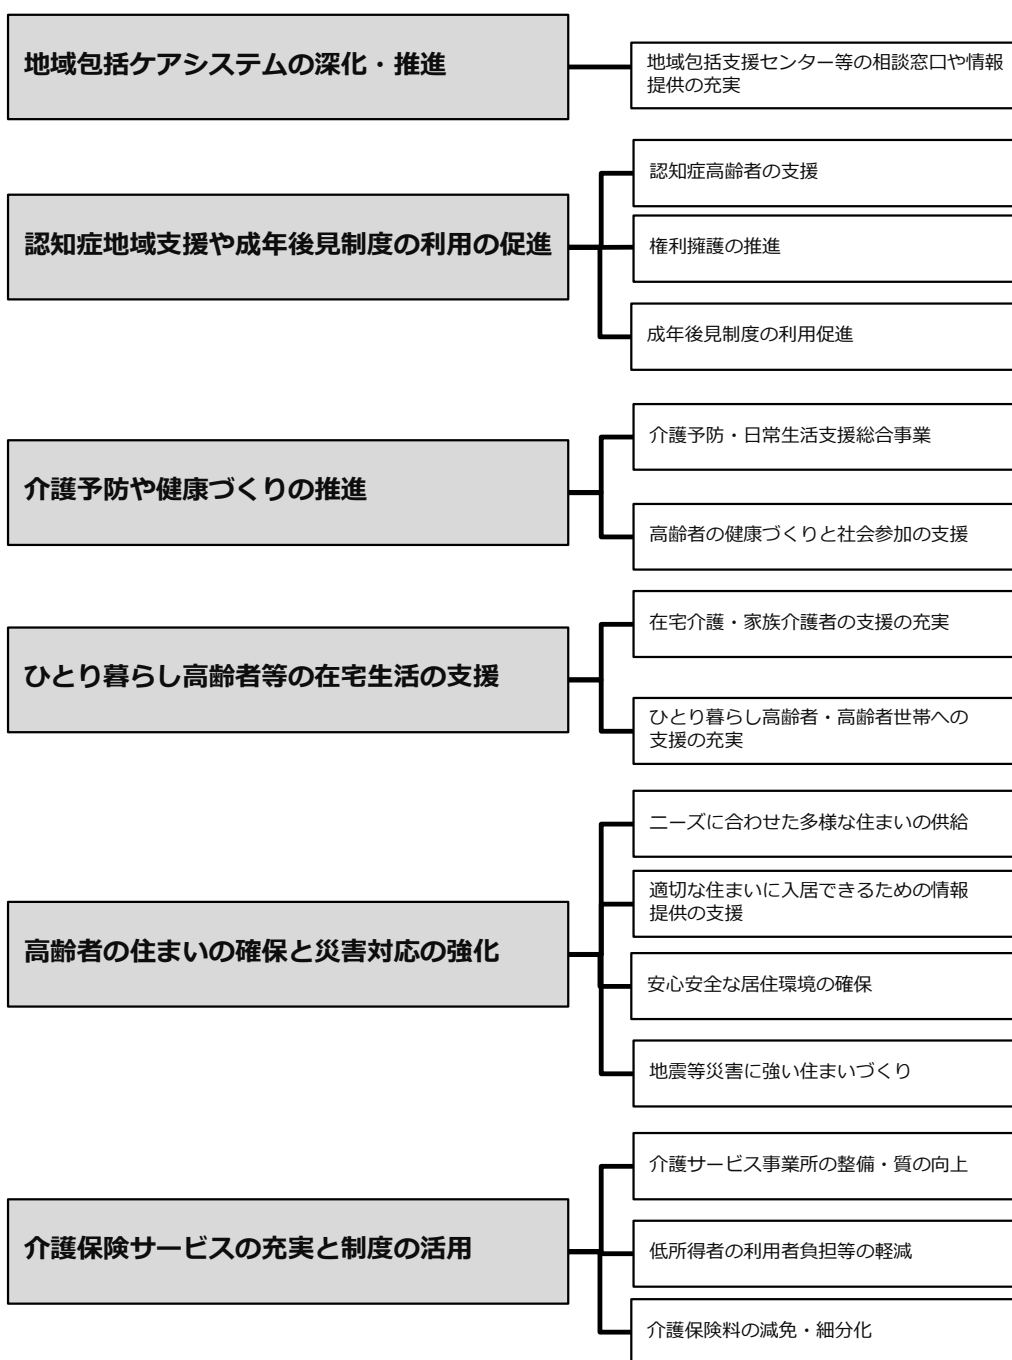 地域包括ケアシステムの深化・推進
地域包括支援センター等の相談窓口や情報
提供の充実
認知症地域支援や成年後見制度の利用の促進
認知症高齢者の支援
権利擁護の推進
成年後見制度の利用促進
介護予防や健康づくりの推進
介護予防・日常生活支援総合事業
高齢者の健康づくりと社会参加の支援
ひとり暮らし高齢者等の在宅生活の支援
在宅介護・家族介護者の支援の充実
ひとり暮らし高齢者・高齢者世帯への
支援の充実
高齢者の住まいの確保と災害対応の強化
ニーズに合わせた多様な住まいの供給
適切な住まいに入居できるための情報
提供の支援
安心安全な居住環境の確保
地震等災害に強い住まいづくり
介護保険サービスの充実と制度の活用
介護サービス事業所の整備・質の向上
低所得者の利用者負担等の軽減
介護保険料の減免・細分化